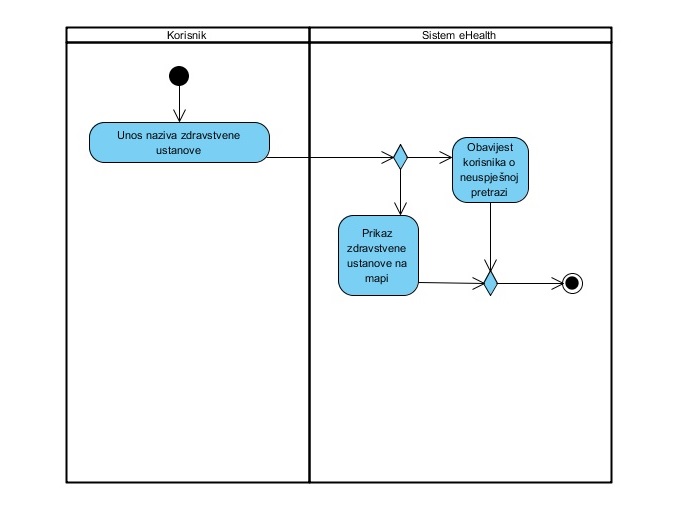 Korisnik
Sistem eHealth
Unos naziva zdravstvene
ustanove
Obavijest
korisnika o
neuspješnoj
pretrazi
Prikaz
zdravstvene
ustanove na
mapi